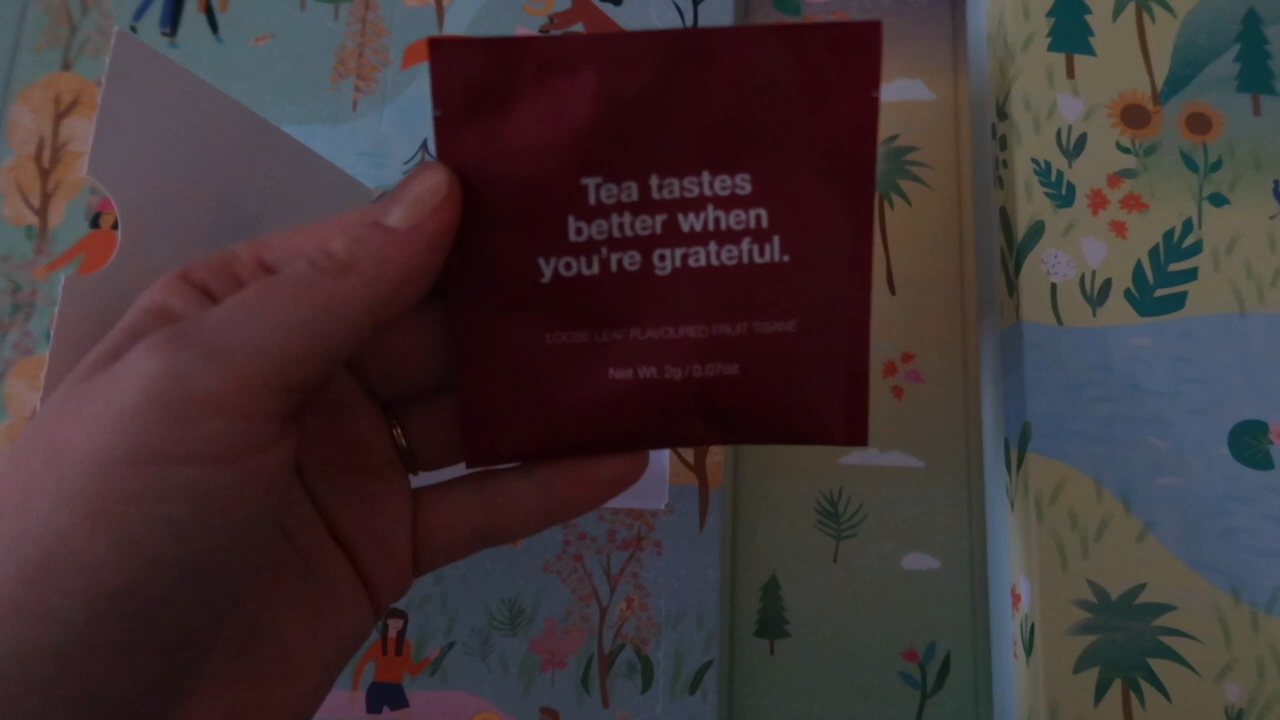 Tea tastes
better when
you're grateful.
LOOSE LEAF FLAVOURED FRUIT TISANE
Net Wt. 2g / 0.07oz